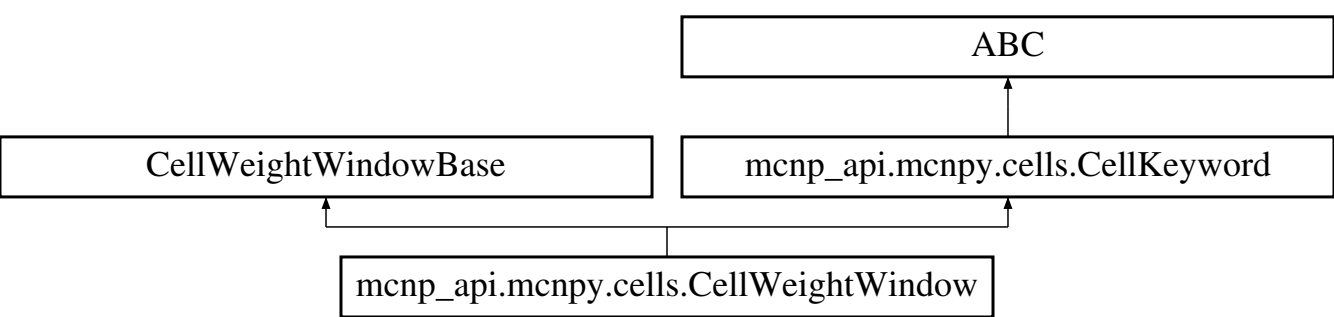 ABC
CellWeightWindowBase
mcnp_api.mcnpy.cells.CellKeyword
mcnp_api.mcnpy.cells.CellWeightWindow